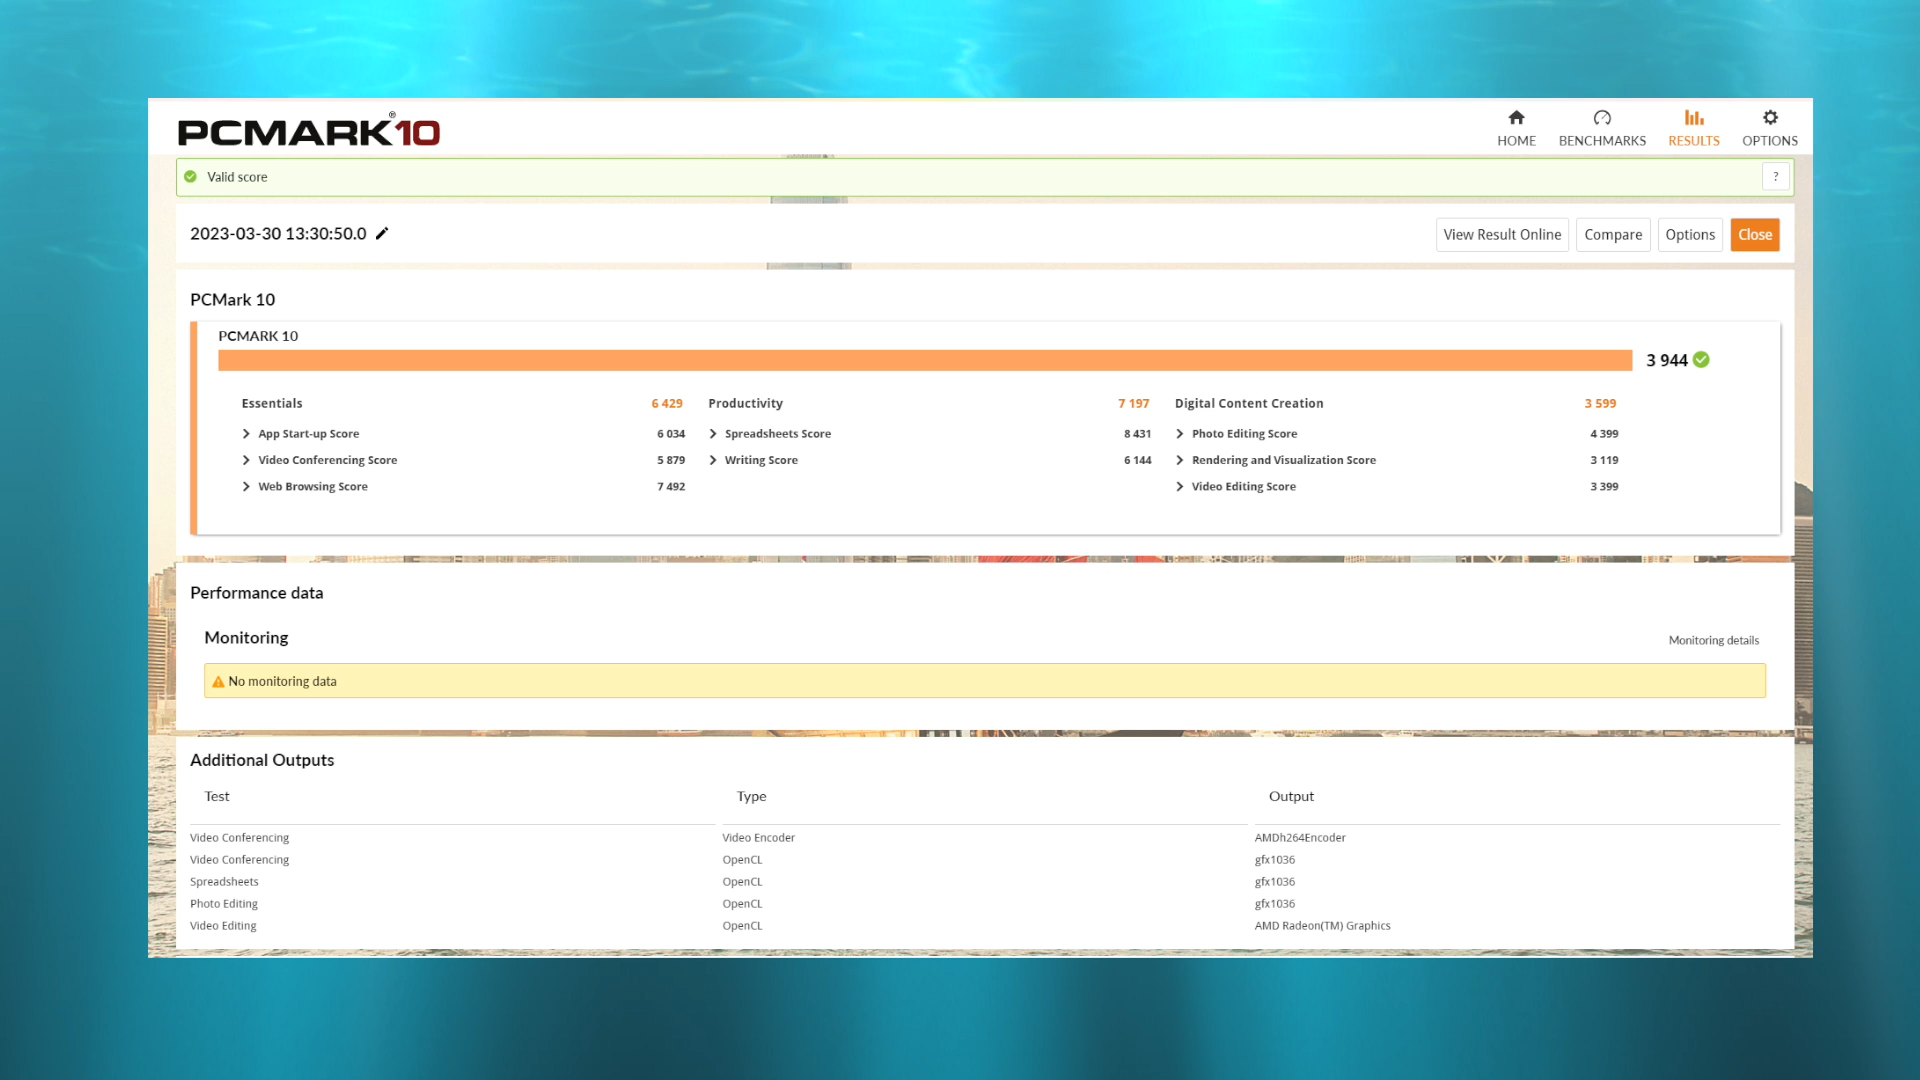 PCMARK®10
HOME BENCHMARKS RESULTS OPTIONS
Valid score ?
2023-03-30 13:30:50.0 View Result Online Compare Options Close
PCMark 10
PCMARK 10
3 944
Essentials 6 429 Productivity 7 197 Digital Content Creation 3 599
App Start-up Score 6 034 Spreadsheets Score 8 431 Photo Editing Score 4 399
Video Conferencing Score 5 879 Writing Score 6 144 Rendering and Visualization Score 3 119
Web Browsing Score 7 492 Video Editing Score 3 399
Performance data
Monitoring Monitoring details
No monitoring data
Additional Outputs
Test Type Output
Video Conferencing Video Encoder AMDh264Encoder
Video Conferencing OpenCL gfx1036
Spreadsheets OpenCL gfx1036
Photo Editing OpenCL gfx1036
Video Editing OpenCL AMD Radeon(TM) Graphics